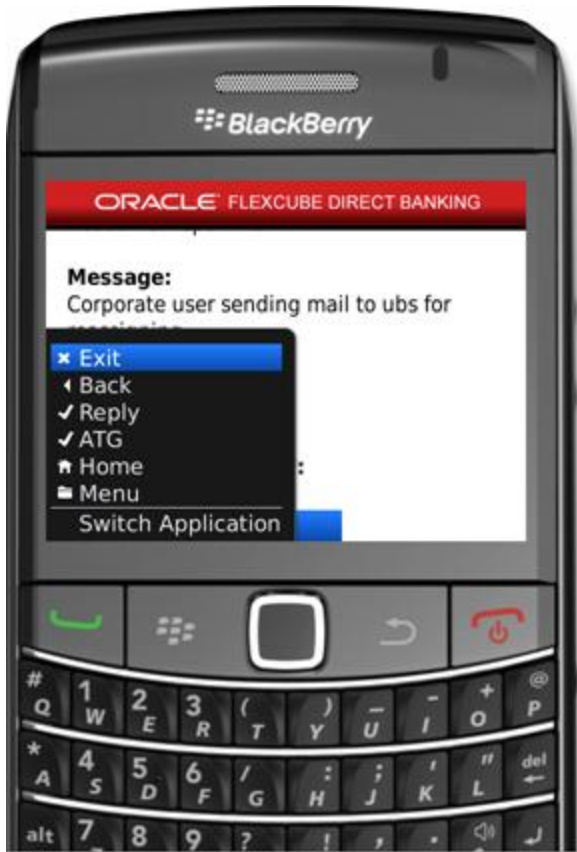 BlackBerry
ORACLE FLEXCUBE DIRECT BANKING
Message:
Corporate user sending mail to ubs for
Exit
Back
Reply
ATG
Home
:
Menu
Switch Application
# 1 2 3 ( ) _ - + @
Q W E R T Y U I O P
* 4 5 6 / : ; ' " del
A S D F G H J K L
alt 7 8 9 ? ! , .